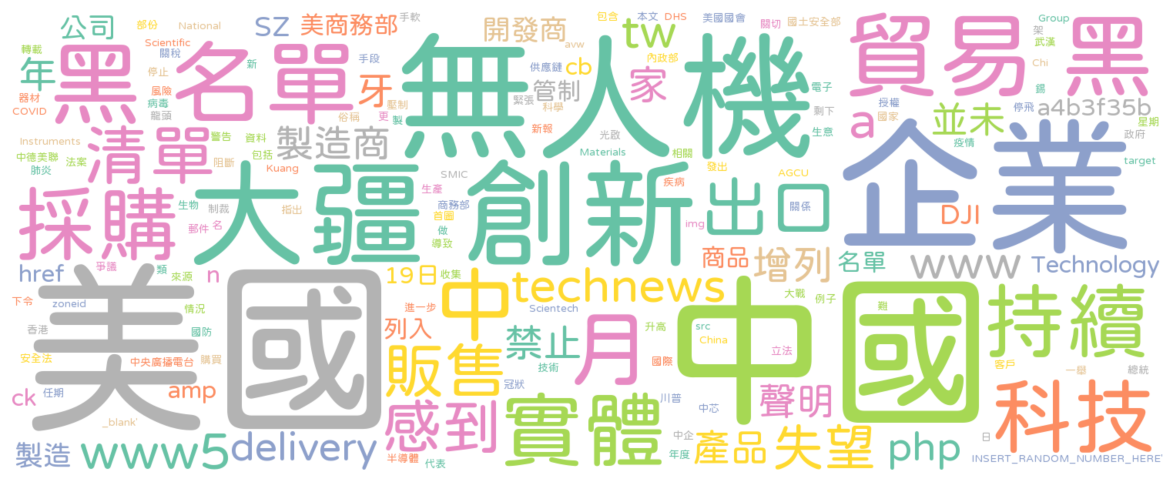 公司
部份
National
SZ
美商務部
手軟
開發商
包含
本文
DHS
美國國會
tw
關切
國土安全部
Group
架
武漢
轉載
Scientific
關稅
新
手段
avw
內政部
貿易黑
年
黑名單
停止
供應鏈
cb
家
無人機
電子
Chi
錫
器材
COVID
風險
病毒
龍頭
牙
緊張
管制
科學
壓制
俗稱
更
製
新報
光啟
剩下
生意
授權
國家
停飛
a4b3f35b
並未
星期
政府
疫情
a
Instruments
清單
警告
資料
製造商
中德美聯
肺炎
法案
阻斷
包括
Kuang
SMIC
Materials
相關
發出
AGCU
企業
target
採購
生物
制裁
指出
大疆
創新
生產
商務部
首圖
做
導致
疾病
img
出口
關係
DJI
郵件
名
爭議
類
來源
href
n
19日
收集
商品
增列
名單
www
Technology
下令
zoneid
情況
進一步
中
technews
Scientech
大戰
例子
香港
國防
美國
列入
禁止
月
升高
src
China
中國
立法
鞄
持續
安全法
中央廣播電台
購買
販售
技術
國際
客戶
一舉
總統
ck
任期
amp
冠狀
川普
中芯
聲明
科技
_blank'
感到
實體
製造
www5
delivery
半導體
代表
中企
年度
產品
失望
php
日
INSERT_RANDOM_NUMBER_HERE'